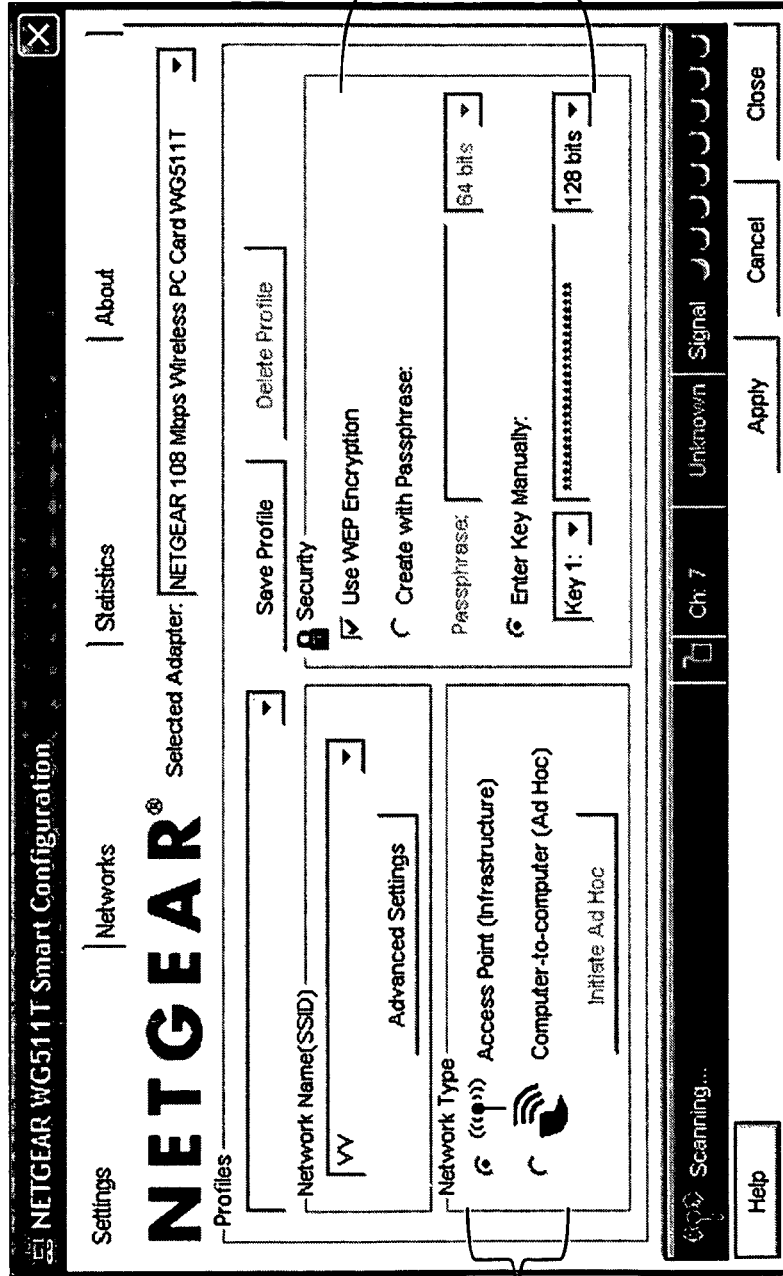 NETGEAR WG511T Smart Configuration
Settings
Networks
Statistics
About
NETGEAR®
Selected Adapter: NETGEAR 108 Mbps Wireless PC Card WG511T
Profiles
Save Profile
Delete Profile
Network Name(SSID)
VV
Advanced Settings
Network Type
Access Point (Infrastructure)
Computer-to-computer (Ad Hoc)
Initiate Ad Hoc
Security
Use WEP Encryption
Create with Passphrase:
Passphrase:
64 bits
Enter Key Manually:
Key 1:
**************************
128 bits
Scanning...
Ch: 7
Unknown
Signal
Help
Apply
Cancel
Close